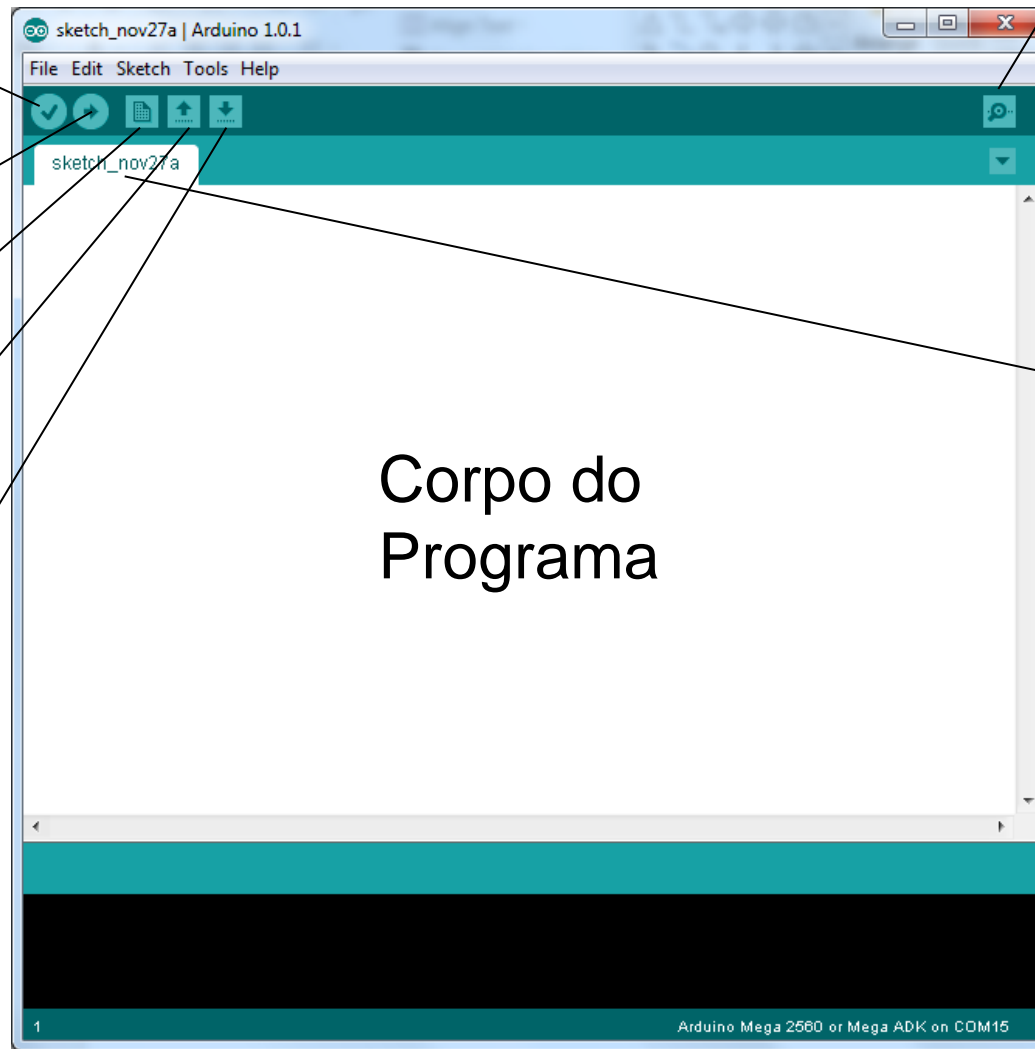 sketch_nov27a | Arduino 1.0.1
File Edit Sketch Tools Help
sketch_nov27a
Corpo do
Programa
1
Arduino Mega 2560 or Mega ADK on COM15